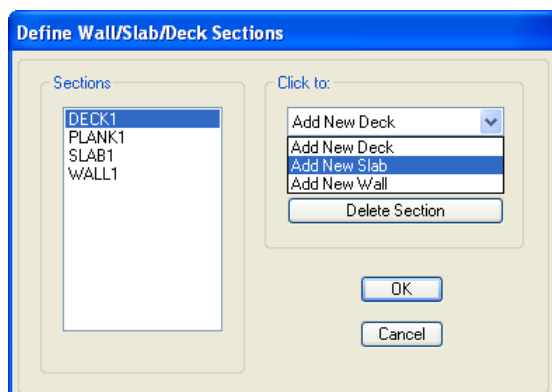 Define Wall/Slab/Deck Sections
Sections
DECK1
PLANK1
SLAB1
WALL1
Click to:
Add New Deck
Add New Deck
Add New Slab
Add New Wall
Delete Section
OK
Cancel